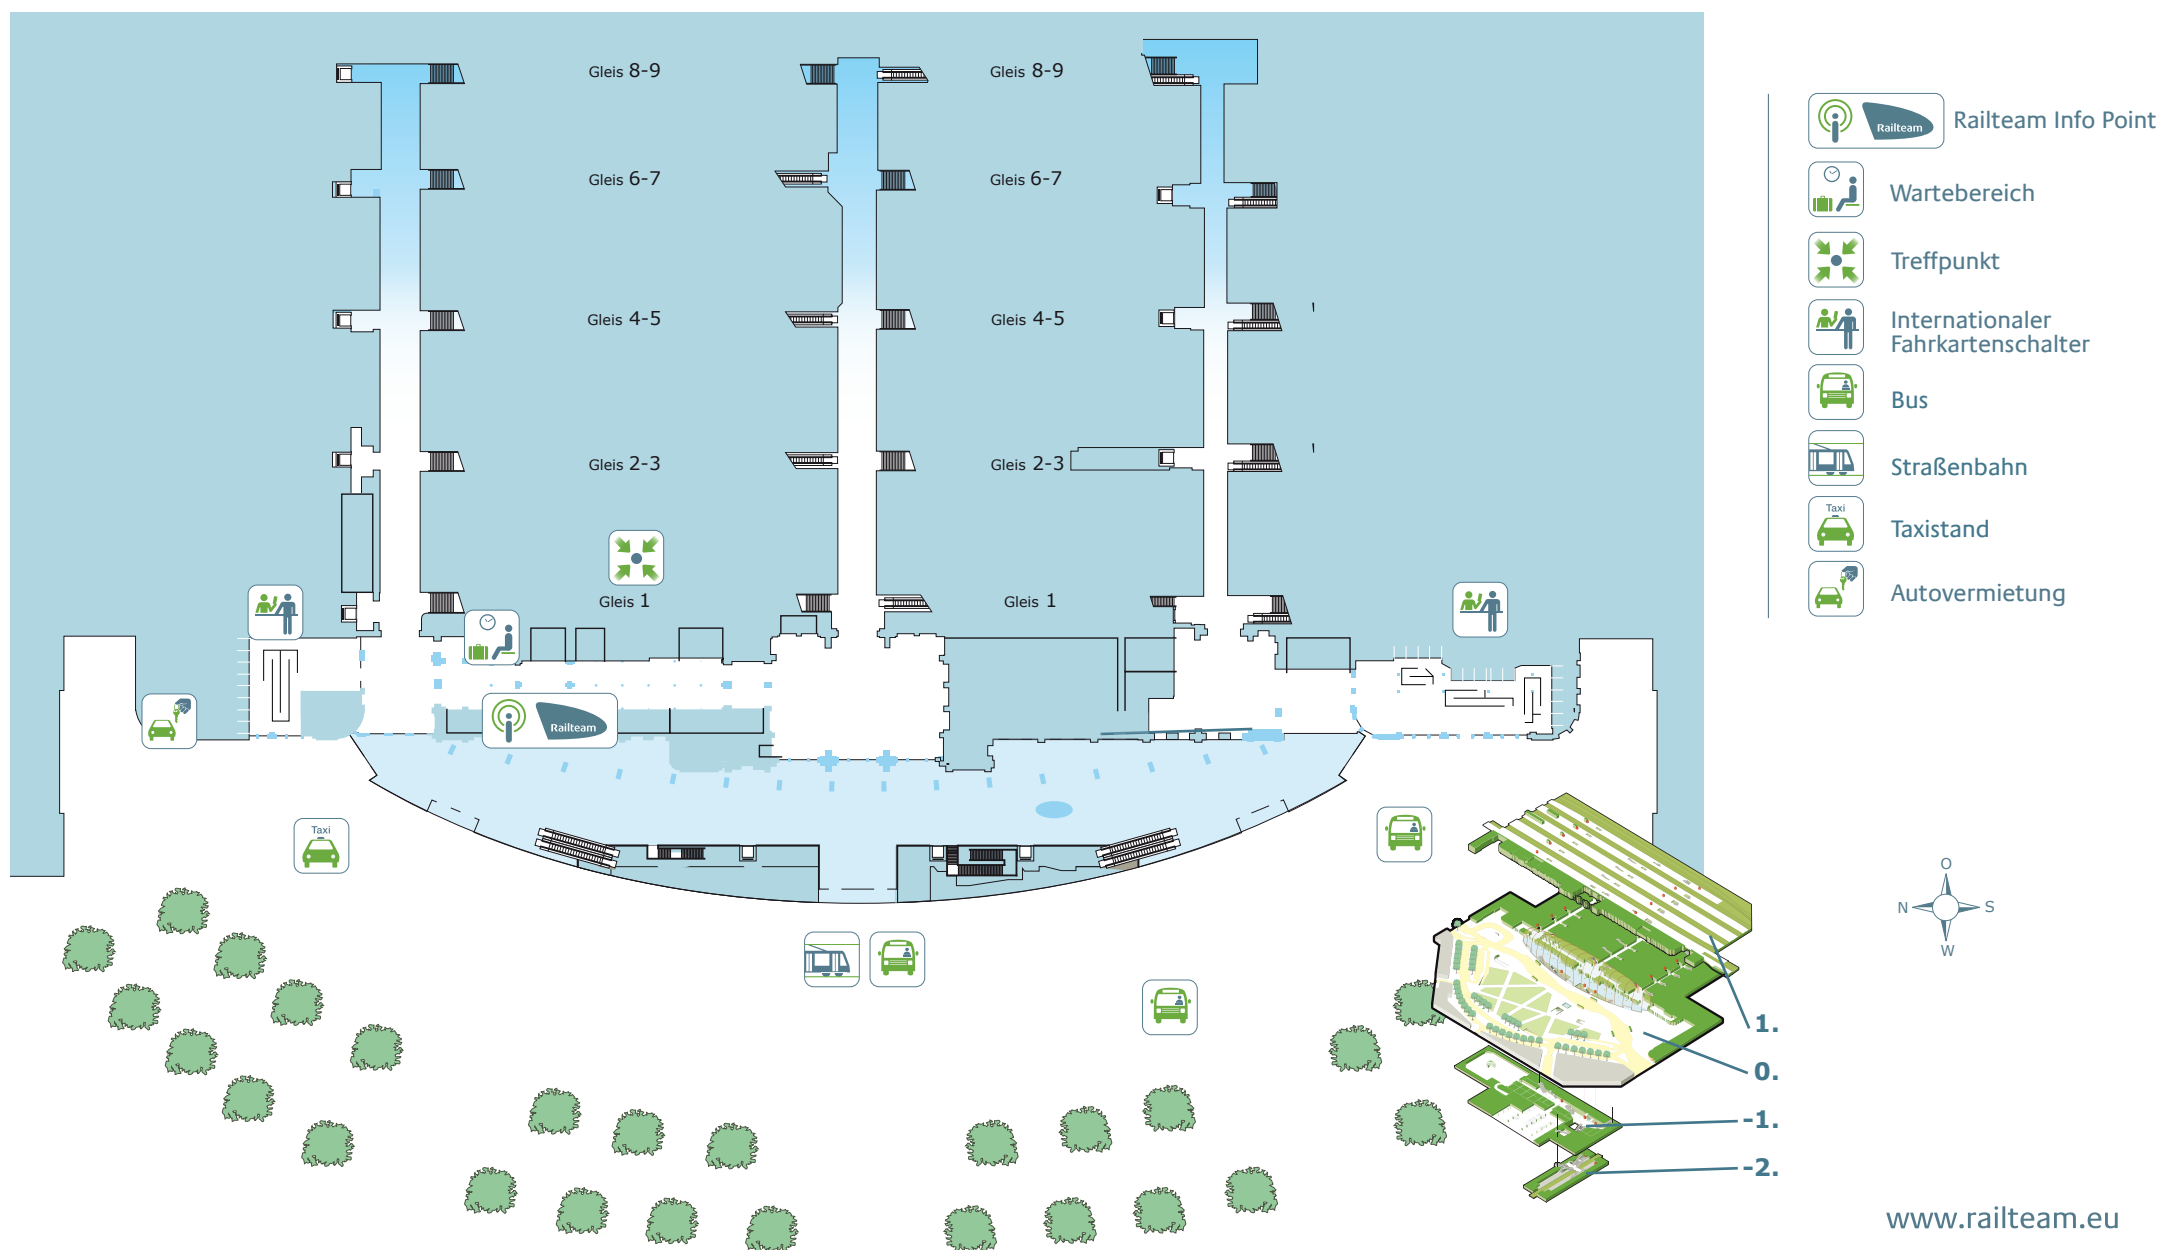 Gleis 8-9
Gleis 8-9
Gleis 6-7
Gleis 6-7
Gleis 4-5
Gleis 4-5
Gleis 2-3
Gleis 2-3
Gleis 1
Gleis 1
Railteam
Taxi
Railteam
Railteam Info Point
Wartebereich
Treffpunkt
Internationaler
Fahrkartenschalter
Bus
Straßenbahn
Taxi
Taxistand
Autovermietung
O
N
S
W
1.
0.
-1.
-2.
www.railteam.eu